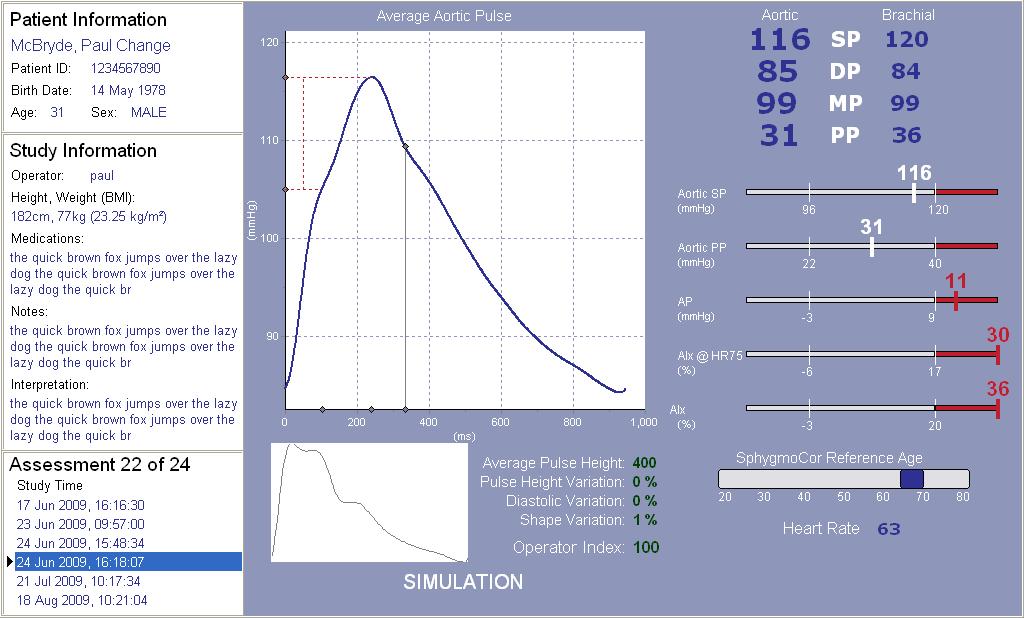 Patient Information
McBryde, Paul Change
Patient ID: 1234567890
Birth Date: 14 May 1978
Age: 31 Sex: MALE
Study Information
Operator: paul
Height, Weight (BMI):
182cm, 77kg (23.25 kg/m²)
Medications:
the quick brown fox jumps over the lazy
dog the quick brown fox jumps over the
lazy dog the quick br
Notes:
the quick brown fox jumps over the lazy
dog the quick brown fox jumps over the
lazy dog the quick br
Interpretation:
the quick brown fox jumps over the lazy
dog the quick brown fox jumps over the
lazy dog the quick br
Assessment 22 of 24
Study Time
17 Jun 2009, 16:16:30
23 Jun 2009, 09:57:00
24 Jun 2009, 15:48:34
24 Jun 2009, 16:18:07
21 Jul 2009, 10:17:34
18 Aug 2009, 10:21:04
Average Aortic Pulse
120
110
100
90
(mmHg)
0 200 400 600 800 1,000
(ms)
Average Pulse Height: 400
Pulse Height Variation: 0 %
Diastolic Variation: 0 %
Shape Variation: 1 %
Operator Index: 100
SIMULATION
Aortic Brachial
116 SP 120
85 DP 84
99 MP 99
31 PP 36
116
Aortic SP
(mmHg) 96 120
31
Aortic PP
(mmHg) 22 40
11
AP
(mmHg) -3 9
30
AIx @ HR75
(%) -6 17
36
AIx
(%) -3 20
SphygmoCor Reference Age
20 30 40 50 60 70 80
Heart Rate 63